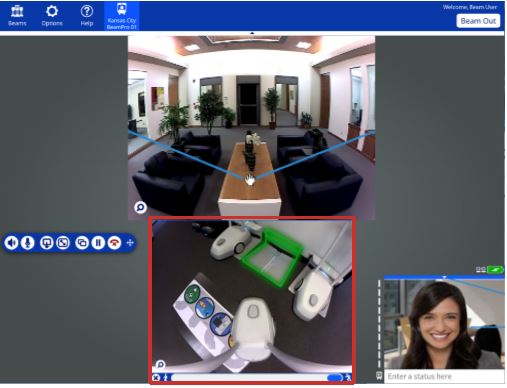 Beams
Options
Help
Kansas City
BeamPro 01
Welcome, Beam User
Beam Out
Enter a status here